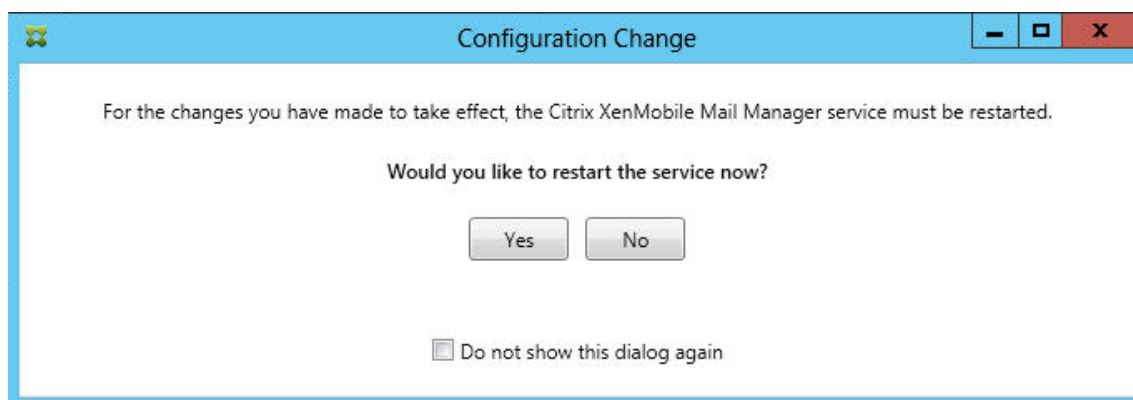 Configuration Change
For the changes you have made to take effect, the Citrix XenMobile Mail Manager service must be restarted.
Would you like to restart the service now?
Yes No
Do not show this dialog again